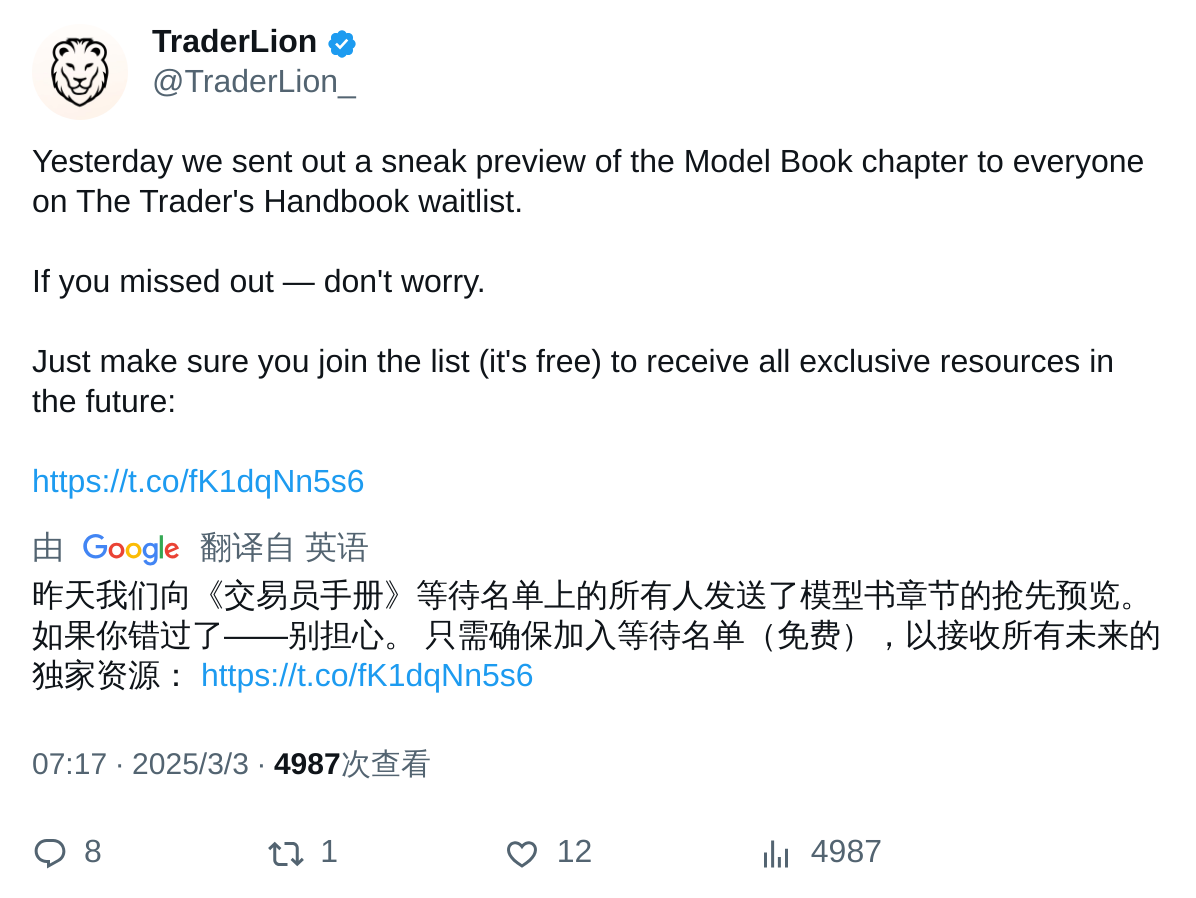 TraderLion
@TraderLion_
Yesterday we sent out a sneak preview of the Model Book chapter to everyone
on The Trader's Handbook waitlist.
If you missed out — don't worry.
Just make sure you join the list (it's free) to receive all exclusive resources in
the future:
https://t.co/fK1dqNn5s6
由 Google 翻译自 英语
昨天我们向《交易员手册》等待名单上的所有人发送了模型书章节的抢先预览。
如果你错过了——别担心。 只需确保加入等待名单（免费），以接收所有未来的
独家资源： https://t.co/fK1dqNn5s6
07:17 · 2025/3/3 · 4987次查看
8 1 12 4987